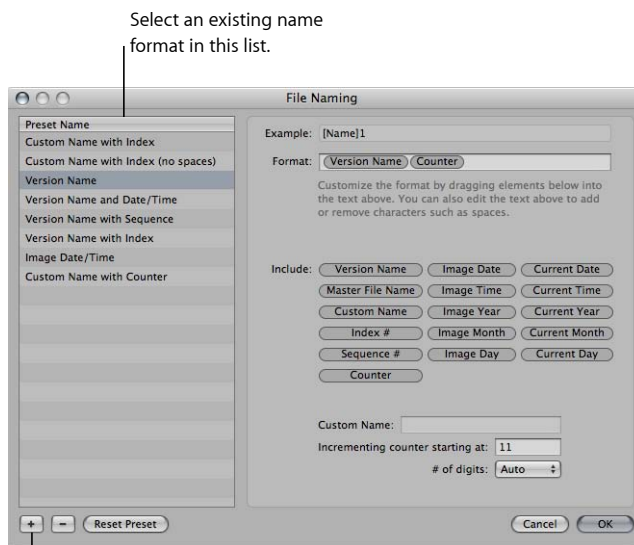 Select an existing name
format in this list.
File Naming
Preset Name
Custom Name with Index
Custom Name with Index (no spaces)
Version Name
Version Name and Date/Time
Version Name with Sequence
Version Name with Index
Image Date/Time
Custom Name with Counter
Example: [Name]1
Format: Version Name Counter
Customize the format by dragging elements below into
the text above. You can also edit the text above to add
or remove characters such as spaces.
Include: Version Name Image Date Current Date
Master File Name Image Time Current Time
Custom Name Image Year Current Year
Index # Image Month Current Month
Sequence # Image Day Current Day
Counter
Custom Name:
Incrementing counter starting at: 11
# of digits: Auto
+ - Reset Preset Cancel OK